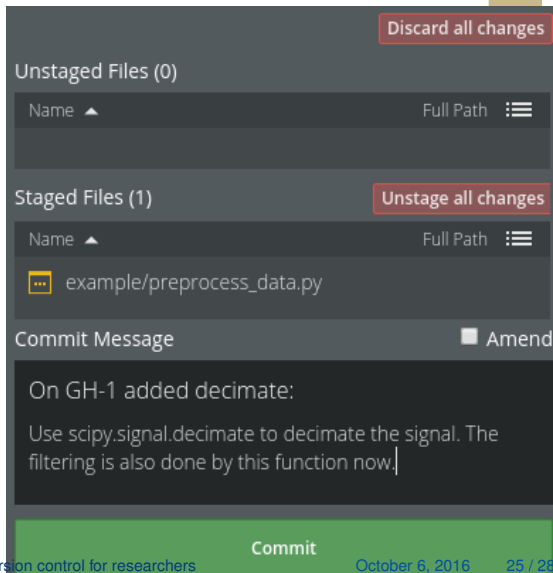 Discard all changes
Unstaged Files (0)
Name Full Path
Staged Files (1) Unstage all changes
Name Full Path
example/preprocess_data.py
Commit Message Amend
On GH-1 added decimate:
Use scipy.signal.decimate to decimate the signal. The
filtering is also done by this function now.
Commit
rsion control for researchers October 6, 2016 25 / 28